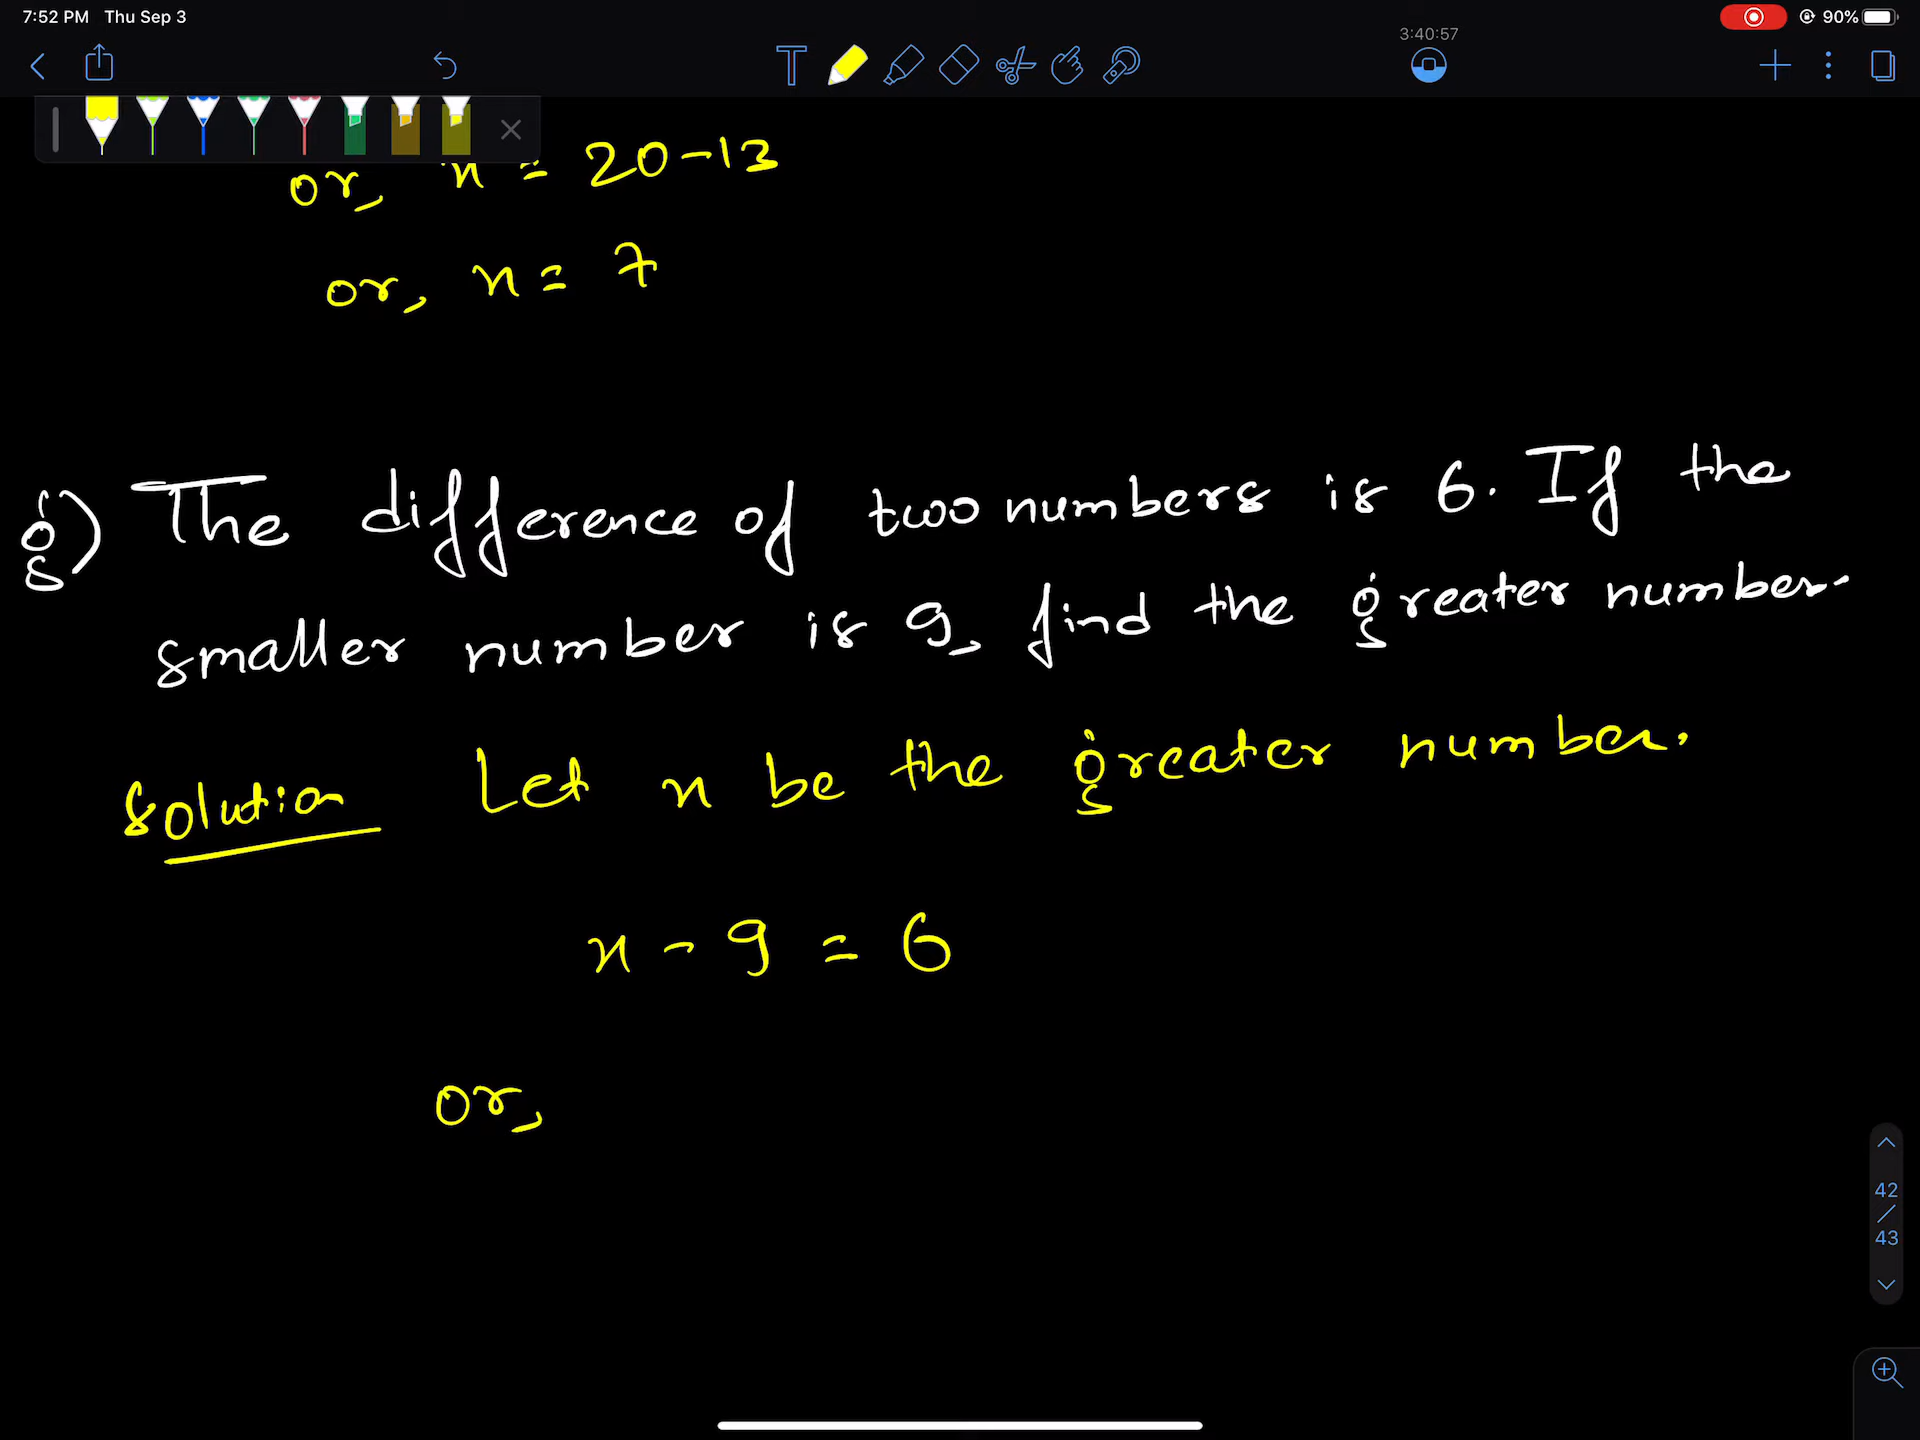 7:52 PM Thu Sep 3
90%
3:40:57
or, x = 20-13
or, x = 7
g) The difference of two numbers is 6. If the
smaller number is 9, find the greater number.
Solution Let x be the greater number.
x - 9 = 6
or,
42
/
43